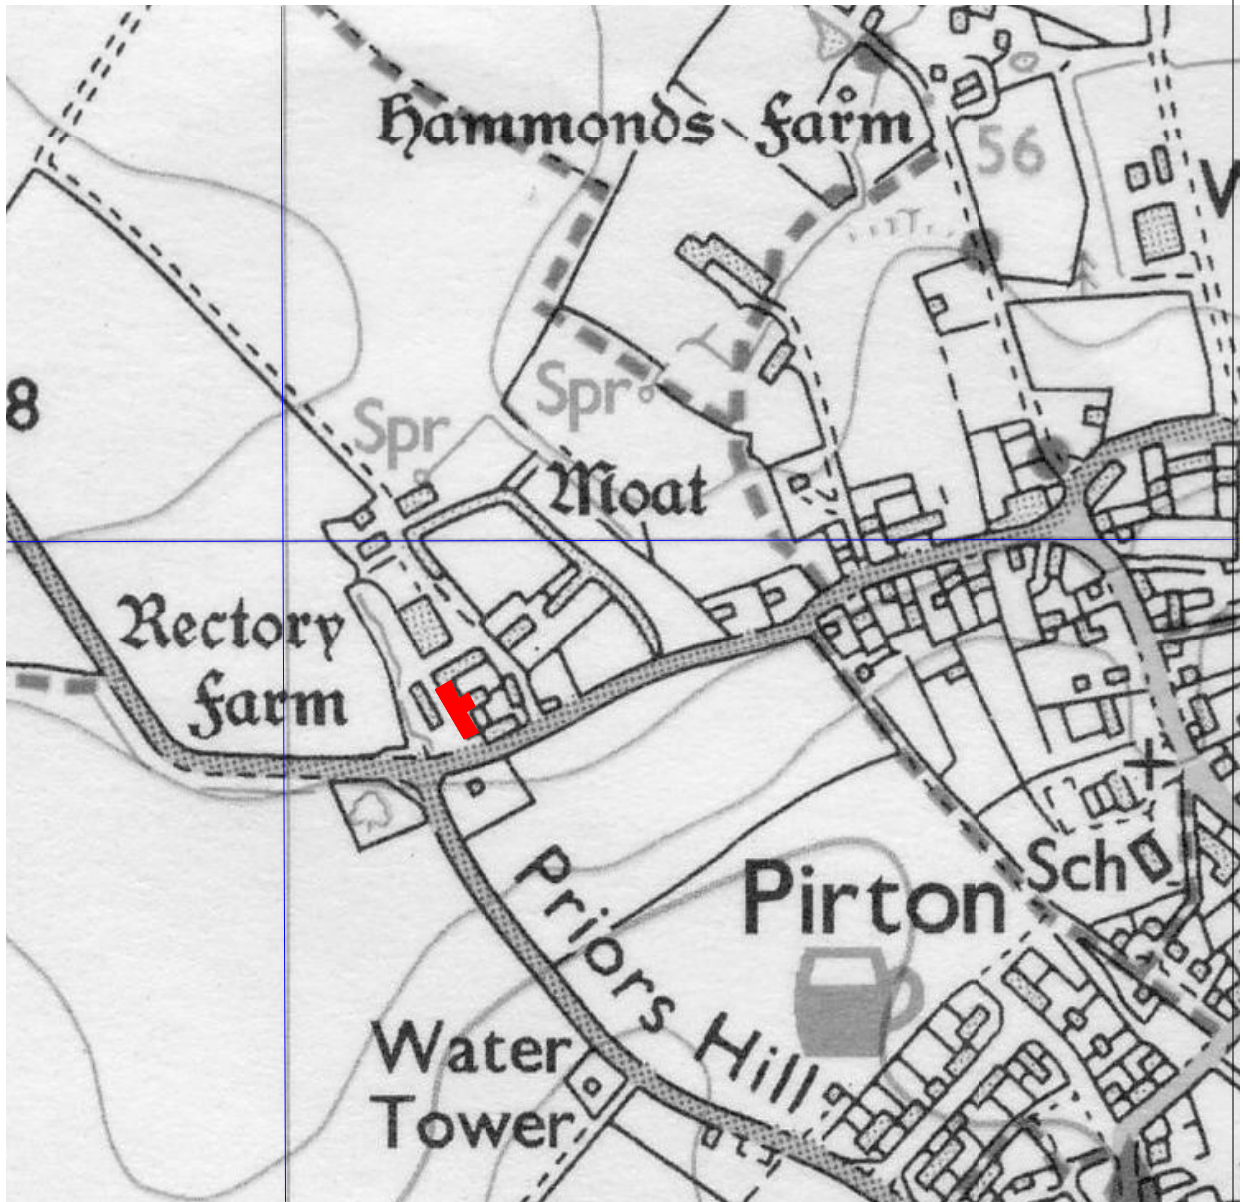 Hammonds Farm
56
V
8
Spr
Spr
Moat
Rectory
Farm
Sch
Pirton
Priors Hill
Water
Tower